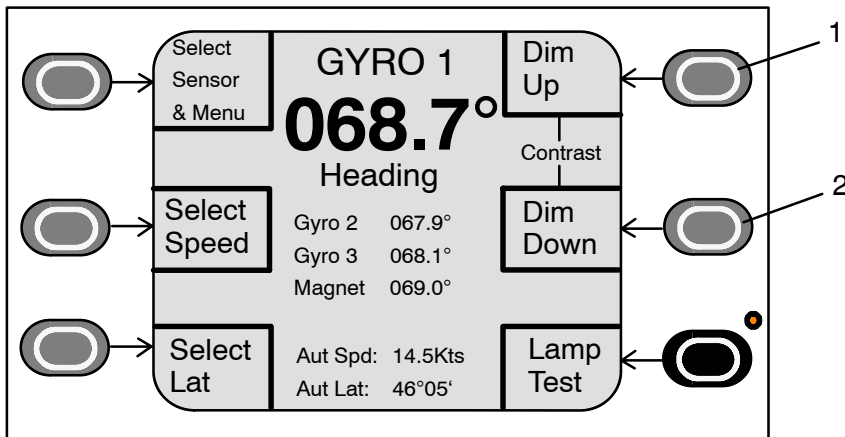 Select
Sensor
& Menu
GYRO 1
068.7°
Heading
Dim
Up
1
Contrast
Select
Speed
Gyro 2 067.9°
Gyro 3 068.1°
Magnet 069.0°
Dim
Down
2
Select
Lat
Aut Spd: 14.5Kts
Aut Lat: 46°05‘
Lamp
Test